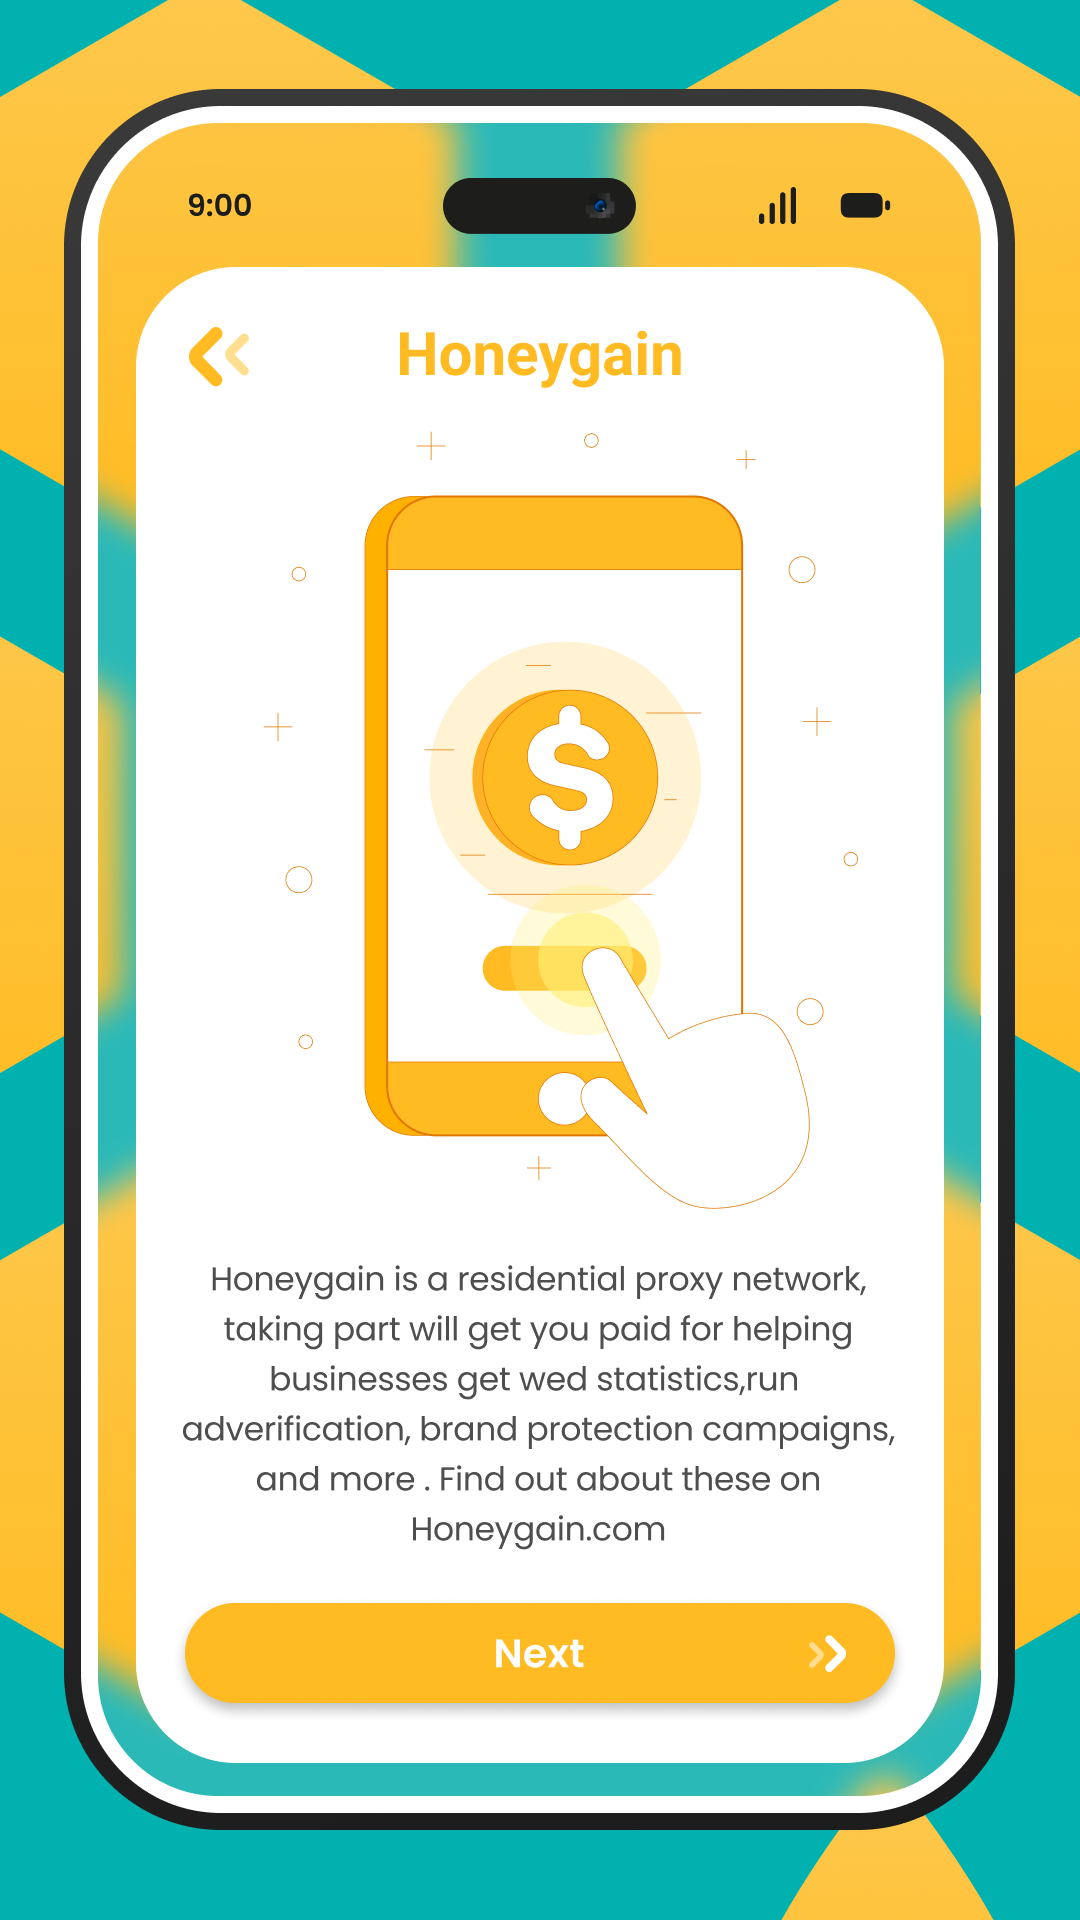 9:00
Honeygain
$
Honeygain is a residential proxy network,
taking part will get you paid for helping
businesses get wed statistics,run
adverification, brand protection campaigns,
and more . Find out about these on
Honeygain.com
Next